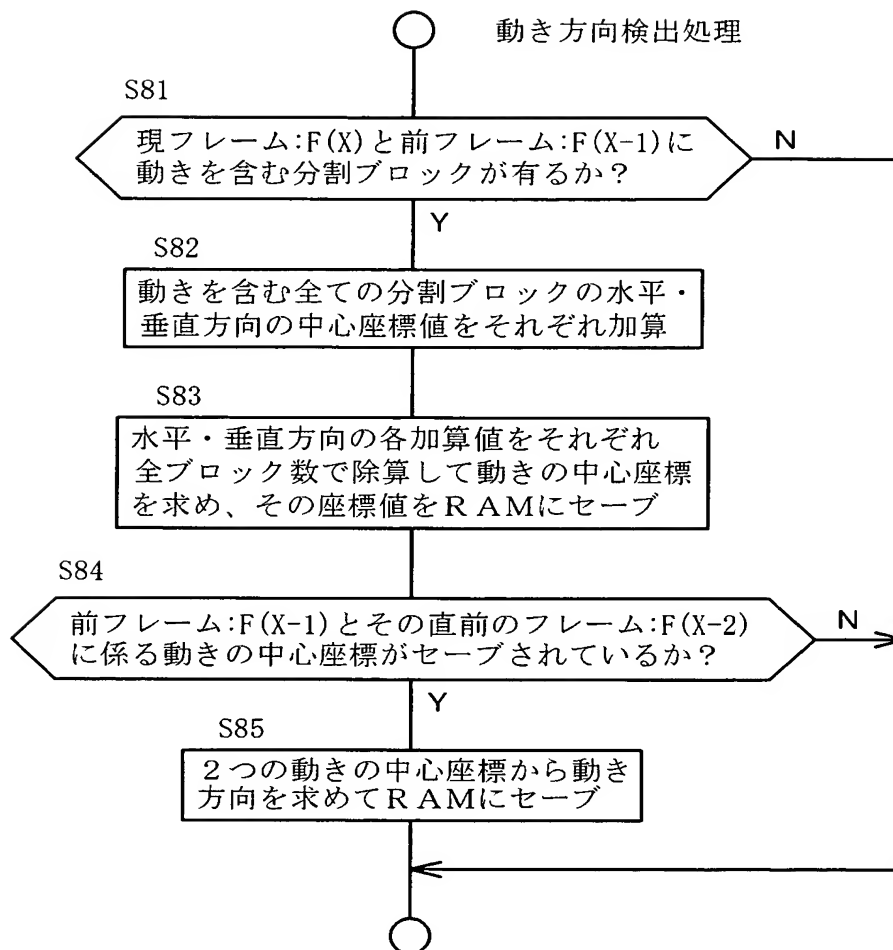 動き方向検出処理
S81
現フレーム:F(X)と前フレーム:F(X-1)に
動きを含む分割ブロックが有るか?
N
Y
S82
動きを含む全ての分割ブロックの水平・
垂直方向の中心座標値をそれぞれ加算
S83
水平・垂直方向の各加算値をそれぞれ
全ブロック数で除算して動きの中心座標
を求め、その座標値をRAMにセーブ
S84
前フレーム:F(X-1)とその直前のフレーム:F(X-2)
に係る動きの中心座標がセーブされているか?
N
Y
S85
2つの動きの中心座標から動き
方向を求めてRAMにセーブ